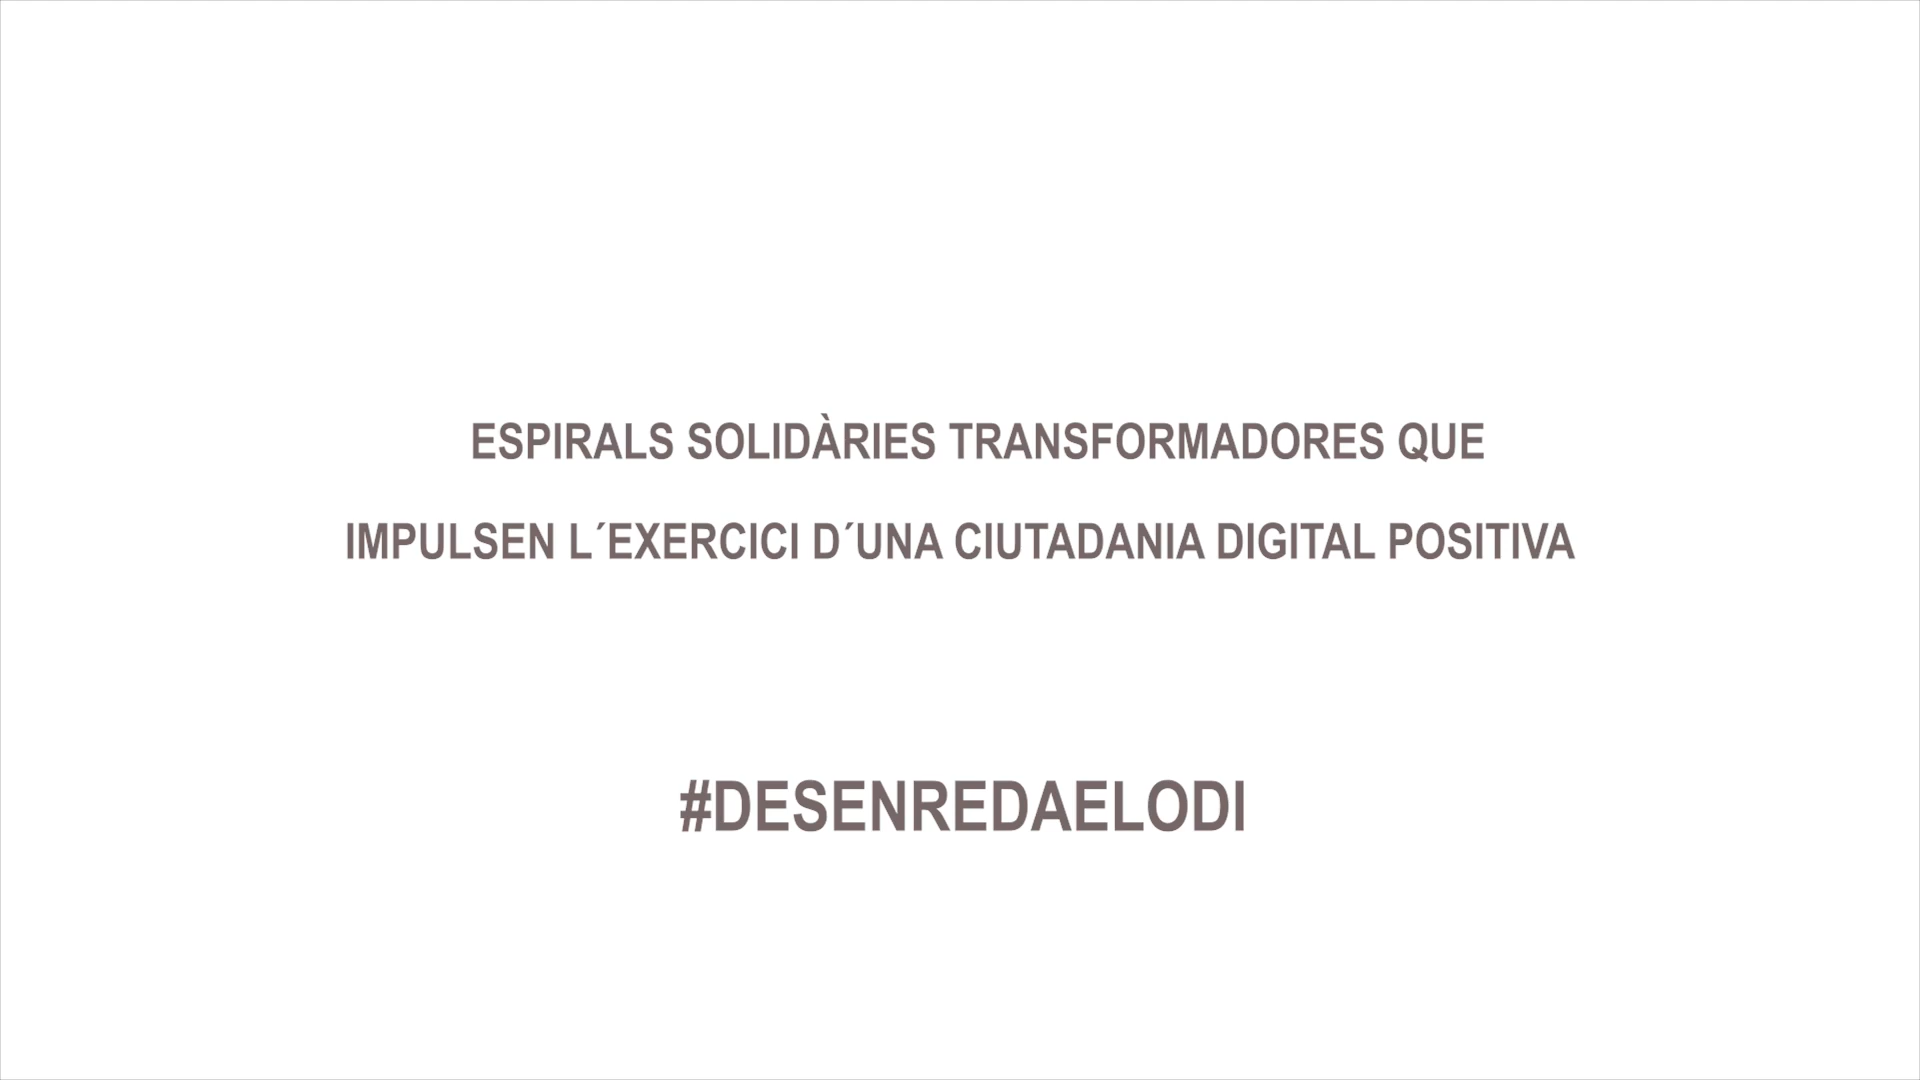 ESPIRALS SOLIDÀRIES TRANSFORMADORES QUE
IMPULSEN L´EXERCICI D´UNA CIUTADANIA DIGITAL POSITIVA
#DESENREDAELODI